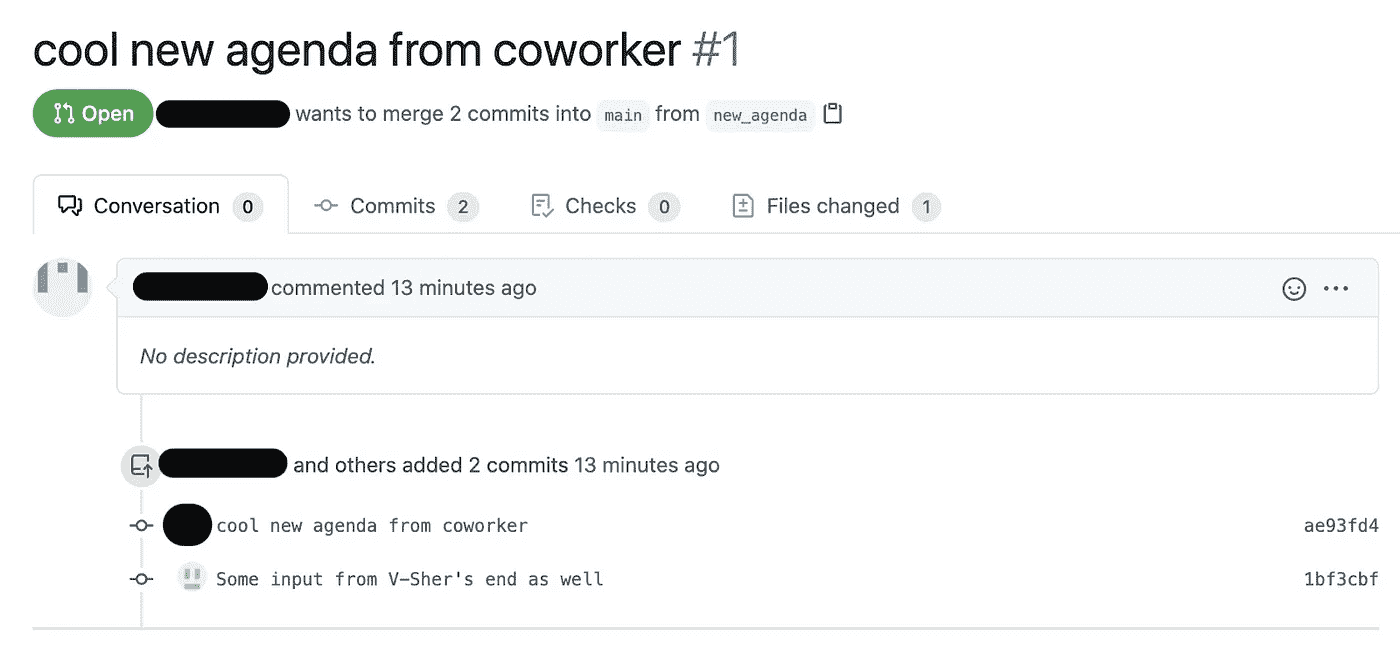 cool new agenda from coworker #1
Open wants to merge 2 commits into main from new_agenda
Conversation 0 Commits 2 Checks 0 Files changed 1
commented 13 minutes ago
No description provided.
and others added 2 commits 13 minutes ago
cool new agenda from coworker ae93fd4
Some input from V-Sher's end as well 1bf3cbf